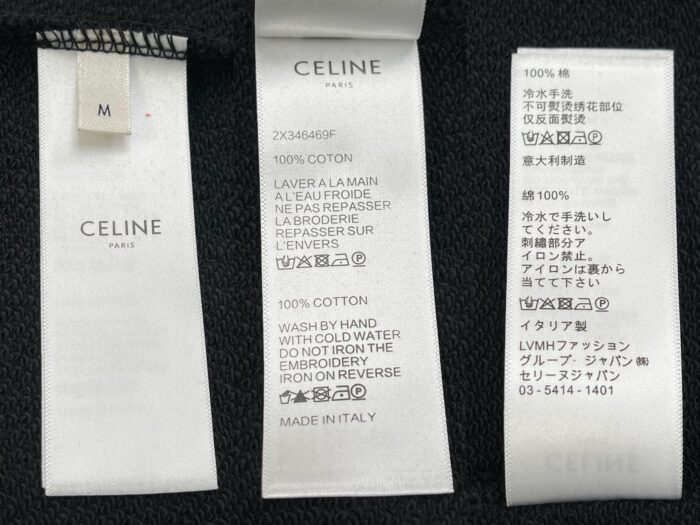 M
CELINE
PARIS
CELINE
PARIS
2X346469F
100% COTON
LAVER A LA MAIN
A L'EAU FROIDE
NE PAS REPASSER
LA BRODERIE
REPASSER SUR
L'ENVERS
100% COTTON
WASH BY HAND
WITH COLD WATER
DO NOT IRON THE
EMBROIDERY
IRON ON REVERSE
MADE IN ITALY
100% 棉
冷水手洗
不可熨烫绣花部位
仅反面熨烫
意大利制造
綿 100%
冷水で手洗いし
てください。
刺繍部分ア
イロン禁止。
アイロンは裏から
当てて下さい
イタリア製
LVMHファッション
グループ・ジャパン㈱
セリーヌジャパン
03 - 5414 - 1401